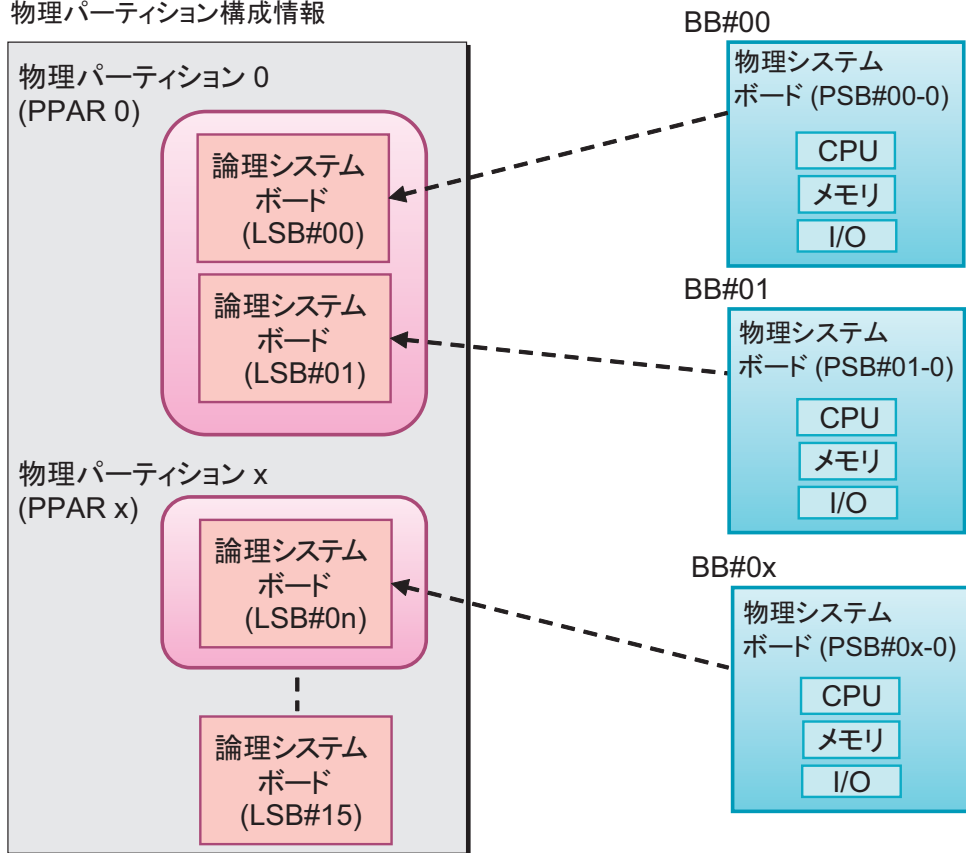 物理パーティション構成情報
物理パーティション 0
(PPAR 0)
論理システム
ボード
(LSB#00)
論理システム
ボード
(LSB#01)
物理パーティション x
(PPAR x)
論理システム
ボード
(LSB#0n)
論理システム
ボード
(LSB#15)
BB#00
物理システム
ボード (PSB#00-0)
CPU
メモリ
I/O
BB#01
物理システム
ボード (PSB#01-0)
CPU
メモリ
I/O
BB#0x
物理システム
ボード (PSB#0x-0)
CPU
メモリ
I/O